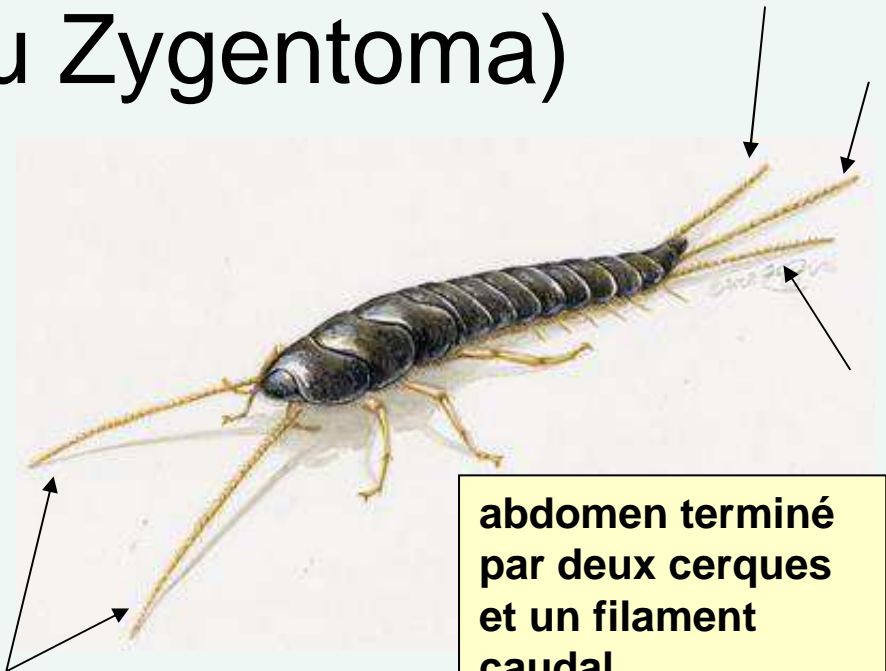 u Zygentoma)
abdomen terminé
par deux cerques
et un filament
caudal